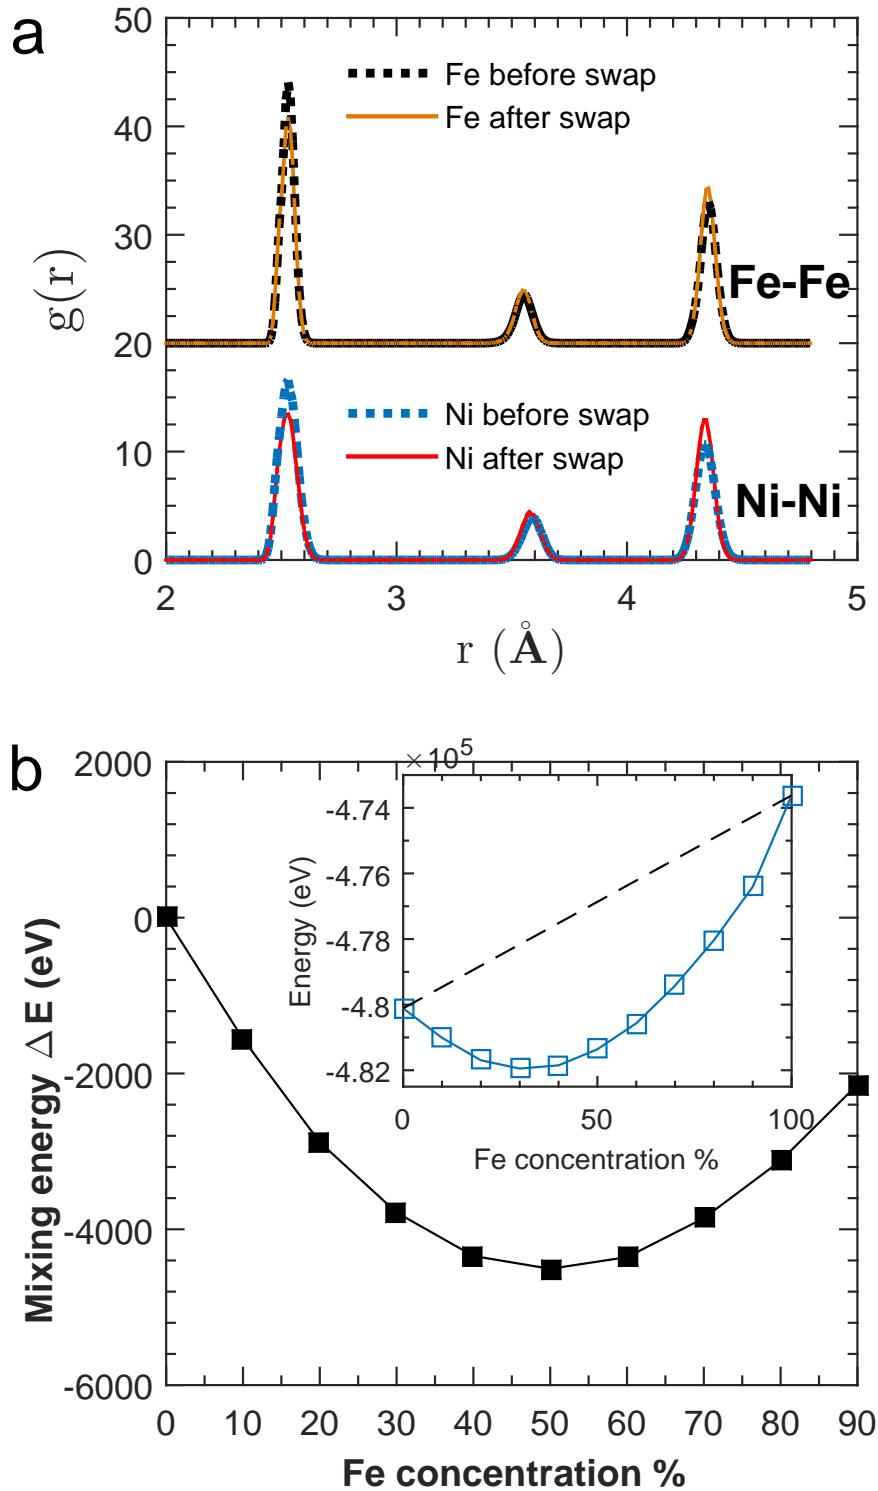 a
50
40
30
20
10
0
g(r)
Fe before swap
Fe after swap
Fe-Fe
Ni before swap
Ni after swap
Ni-Ni
2 3 4 5
r (Å)
b
2000
0
-2000
-4000
-6000
Mixing energy ΔE (eV)
× 10^5
-4.74
-4.76
-4.78
-4.8
-4.82
Energy (eV)
0 50 100
Fe concentration %
0 10 20 30 40 50 60 70 80 90
Fe concentration %